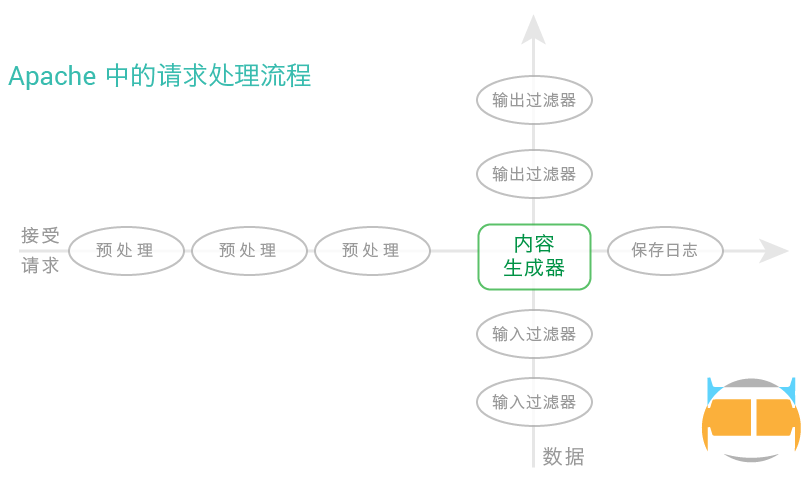 Apache 中的请求处理流程
输出过滤器
输出过滤器
接受
请求
预处理
预处理
预处理
内容
生成器
保存日志
输入过滤器
输入过滤器
数据